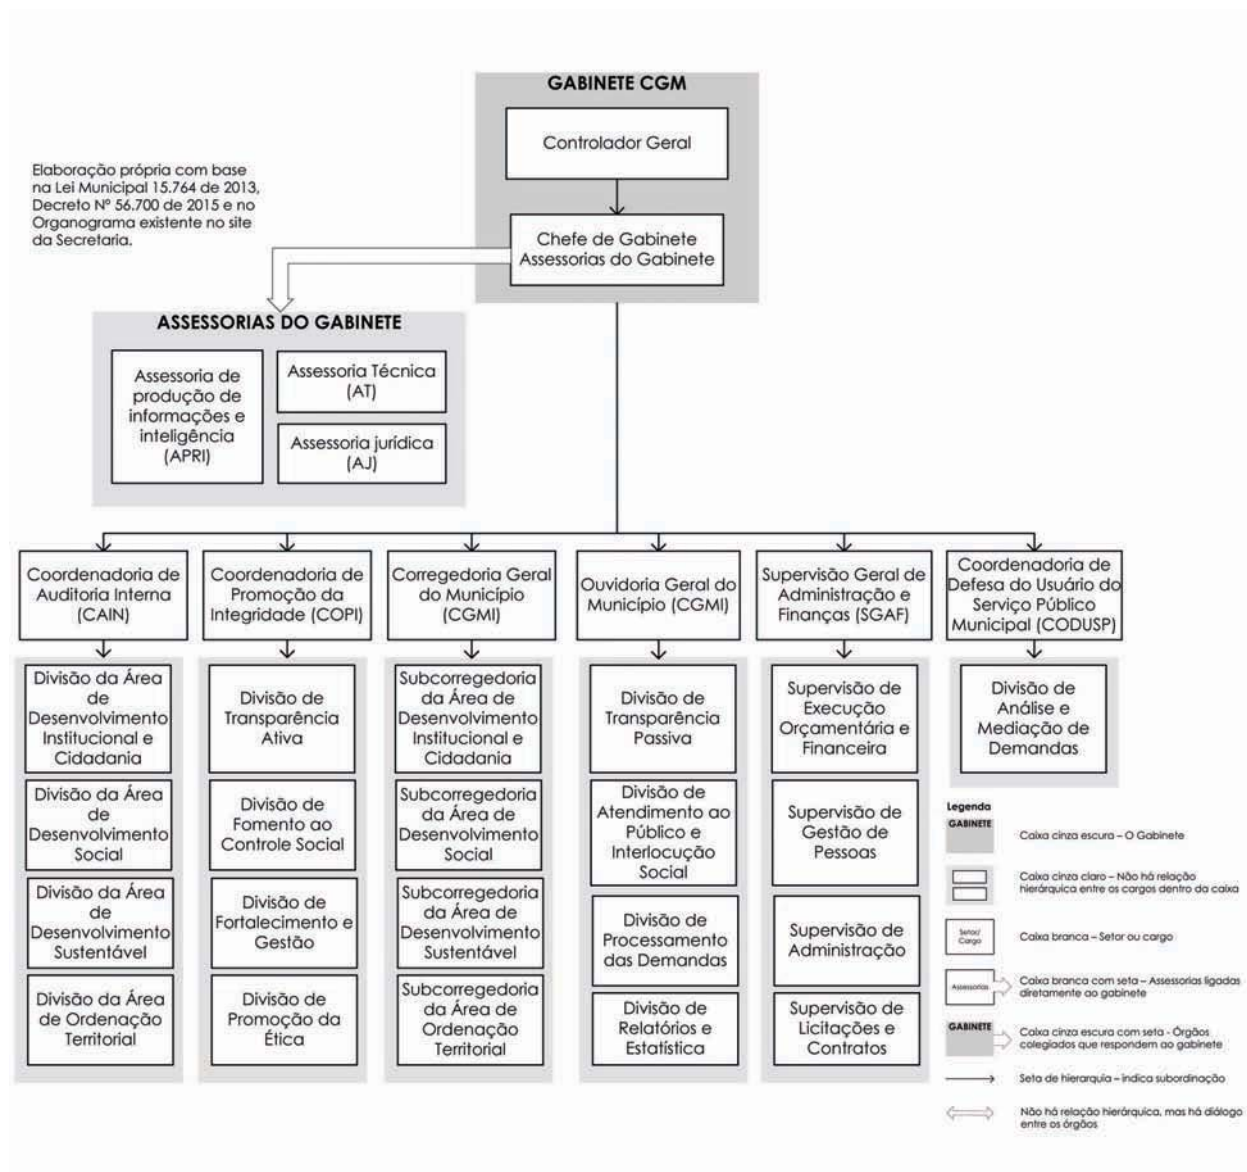 GABINETE CGM
Controlador Geral
Elaboração própria com base
na Lei Municipal 15.764 de 2013,
Decreto Nº 56.700 de 2015 e no
Organograma existente no site
da Secretaria.
Chefe de Gabinete
Assessorias do Gabinete
ASSESSORIAS DO GABINETE
Assessoria de
produção de
informações e
inteligência
(APRI)
Assessoria Técnica
(AT)
Assessoria jurídica
(AJ)
Coordenadoria de
Auditoria Interna
(CAIN)
Coordenadoria de
Promoção da
Integridade (COPI)
Corregedoria Geral
do Município
(CGMI)
Ouvidoria Geral do
Município (CGMI)
Supervisão Geral de
Administração e
Finanças (SGAF)
Coordenadoria de
Defesa do Usuário do
Serviço Público
Municipal (CODUSP)
Divisão da Área
de
Desenvolvimento
Institucional e
Cidadania
Divisão da Área
de
Desenvolvimento
Social
Divisão da Área
de
Desenvolvimento
Sustentável
Divisão da Área
de Ordenação
Territorial
Divisão de
Transparência
Ativa
Divisão de
Fomento ao
Controle Social
Divisão de
Fortalecimento e
Gestão
Divisão de
Promoção da
Ética
Subcorregedoria
da Área de
Desenvolvimento
Institucional e
Cidadania
Subcorregedoria
da Área de
Desenvolvimento
Social
Subcorregedoria
da Área de
Desenvolvimento
Sustentável
Subcorregedoria
da Área de
Ordenação
Territorial
Divisão de
Transparência
Passiva
Divisão de
Atendimento ao
Público e
Interlocução
Social
Divisão de
Processamento
das Demandas
Divisão de
Relatórios e
Estatística
Supervisão de
Execução
Orçamentária e
Financeira
Supervisão de
Gestão de
Pessoas
Supervisão de
Administração
Supervisão de
Licitações e
Contratos
Divisão de
Análise e
Mediação de
Demandas
Legenda
GABINETE
Caixa cinza escura – O Gabinete
Caixa cinza claro – Não há relação
hierárquica entre os cargos dentro da caixa
Setor/
Cargo
Caixa branca – Setor ou cargo
Assessorias
Caixa branca com seta – Assessorias ligadas
diretamente ao gabinete
GABINETE
Caixa cinza escura com seta - Órgãos
colegiados que respondem ao gabinete
Seta de hierarquia – indica subordinação
Não há relação hierárquica, mas há diálogo
entre os órgãos